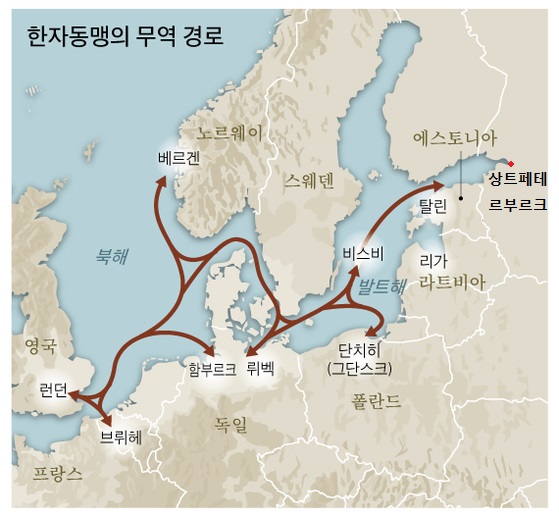 한자동맹의 무역 경로
노르웨이
에스토니아
베르겐
상트페테
르부르크
스웨덴
탈린
북해
비스비
리가
발트해
라트비아
영국
단치히
(그단스크)
함부르크
뤼벡
런던
폴란드
독일
브뤼헤
프랑스